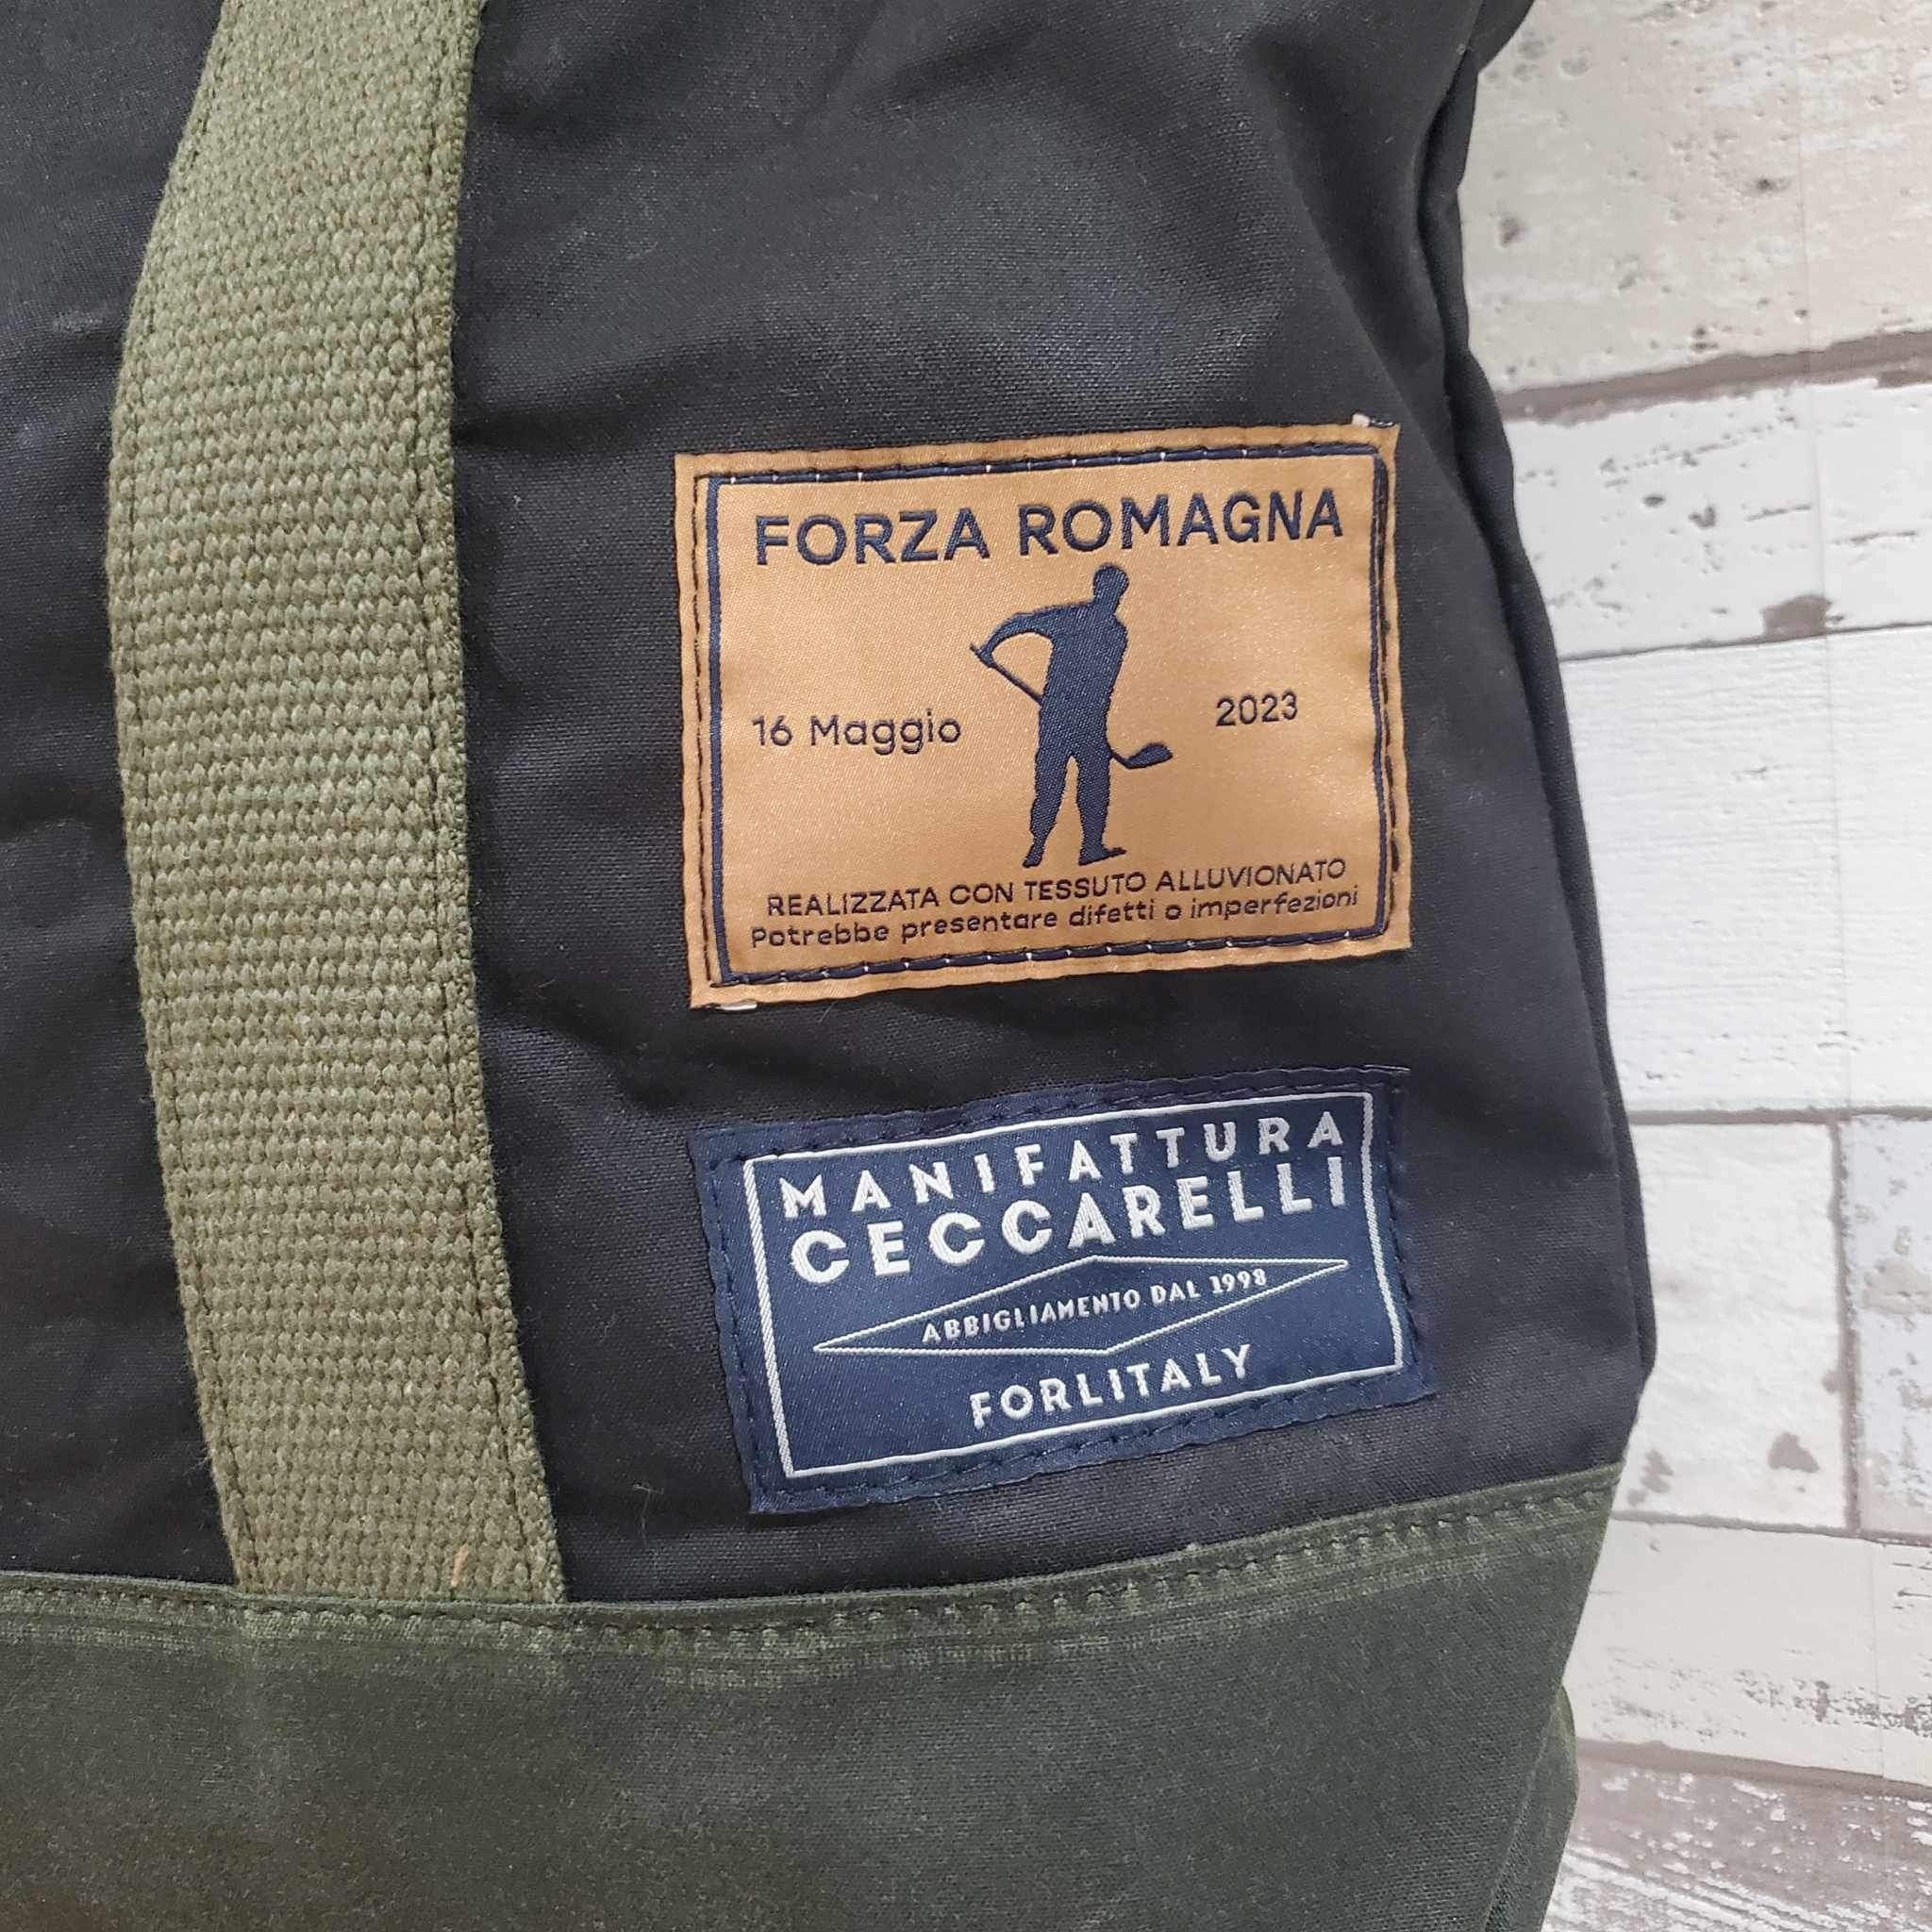 FORZA ROMAGNA
16 Maggio 2023
REALIZZATA CON TESSUTO ALLUVIONATO
Potrebbe presentare difetti o imperfezioni
MANIFATTURA
CECCARELLI
ABBIGLIAMENTO DAL 1998
FORLITALY